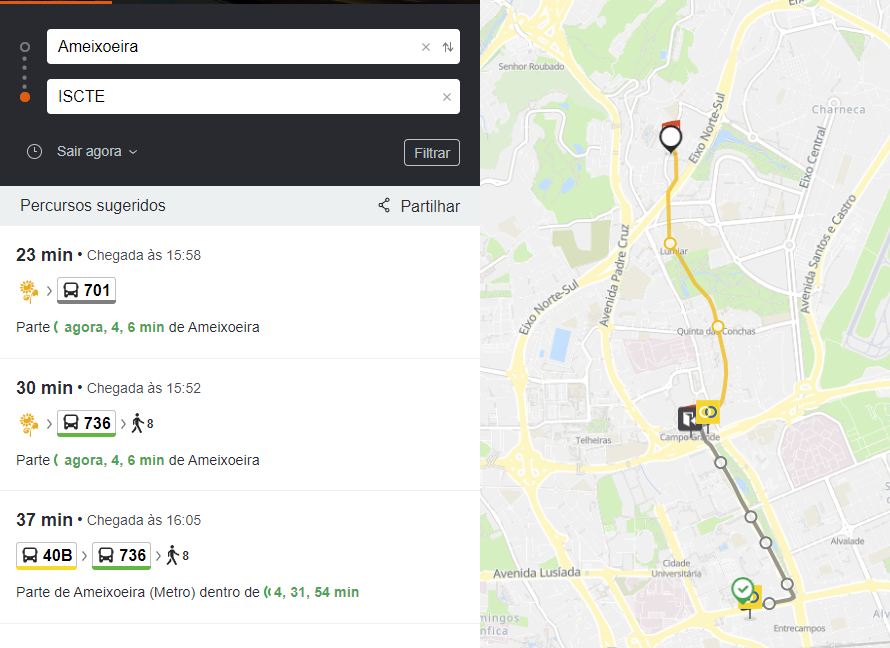 Ameixoeira
ISCTE
Sair agora
Filtrar
Percursos sugeridos
Partilhar
23 min • Chegada às 15:58
701
Parte agora, 4, 6 min de Ameixoeira
30 min • Chegada às 15:52
736
8
Parte agora, 4, 6 min de Ameixoeira
37 min • Chegada às 16:05
40B
736
8
Parte de Ameixoeira (Metro) dentro de 4, 31, 54 min
Senhor Roubado
Eixo Norte-Sul
Charneca
Eixo Central
Lumiar
Avenida Padre Cruz
Avenida Santos e Castro
Eixo Norte-Sul
Quinta das Conchas
Telheiras
Campo Grande
Alvalade
Cidade
Universitária
Avenida Lusíada
Entrecampos